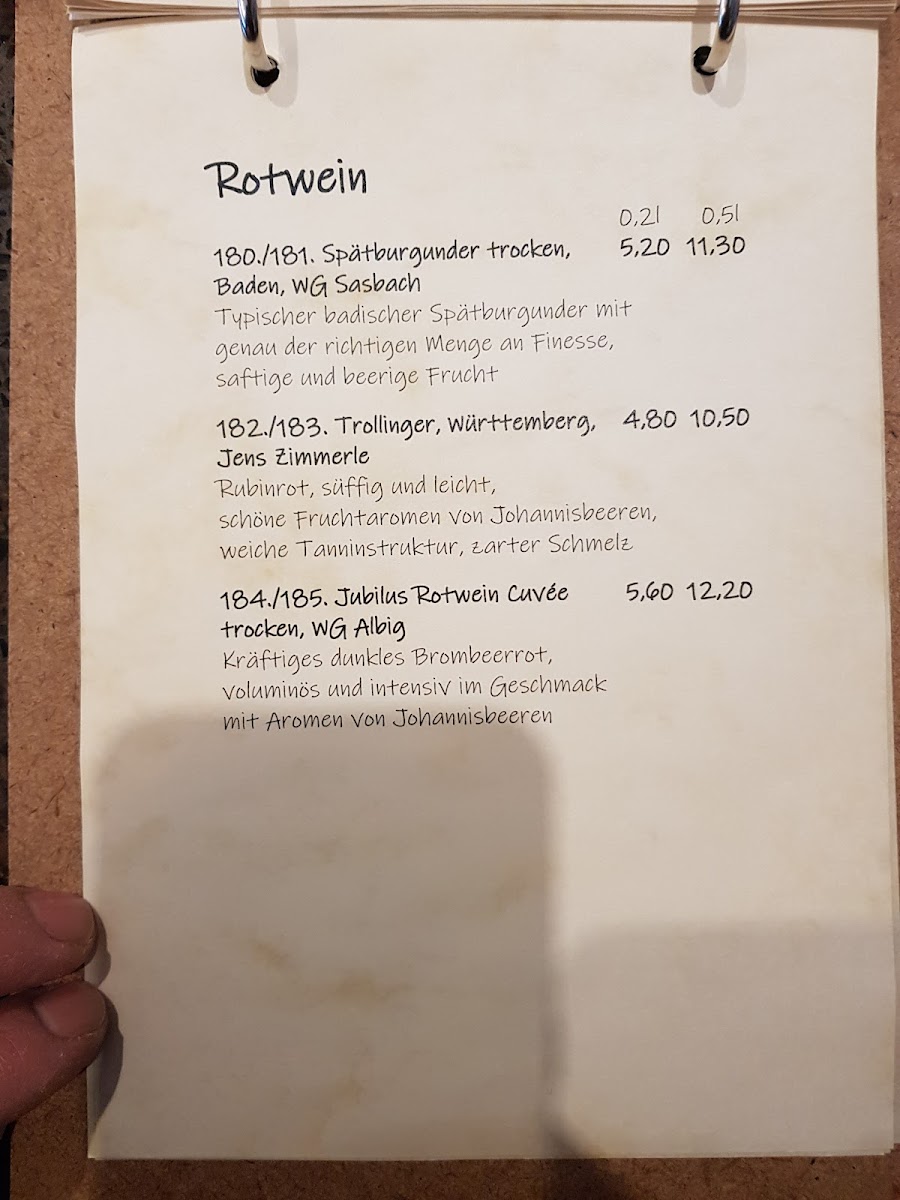 Rotwein
0,2l 0,5l
180./181. Spätburgunder trocken, 5,20 11,30
Baden, WG Sasbach
Typischer badischer Spätburgunder mit
genau der richtigen Menge an Finesse,
saftige und beerige Frucht
182./183. Trollinger, Württemberg, 4,80 10,50
Jens Zimmerle
Rubinrot, süffig und leicht,
schöne Fruchtaromen von Johannisbeeren,
weiche Tanninstruktur, zarter Schmelz
184./185. Jubilus Rotwein Cuvée 5,60 12,20
trocken, WG Albig
Kräftiges dunkles Brombeerrot,
voluminös und intensiv im Geschmack
mit Aromen von Johannisbeeren